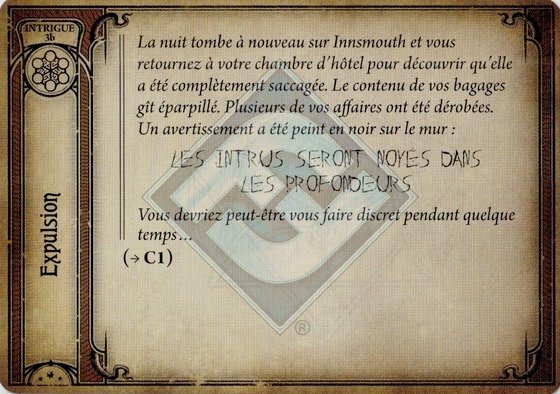 INTRIGUE
3b
Expulsion
La nuit tombe à nouveau sur Innsmouth et vous
retournez à votre chambre d'hôtel pour découvrir qu'elle
a été complètement saccagée. Le contenu de vos bagages
gît éparpillé. Plusieurs de vos affaires ont été dérobées.
Un avertissement a été peint en noir sur le mur :
LES INTRUS SERONT NOYÉS DANS
LES PROFONDEURS
Vous devriez peut-être vous faire discret pendant quelque
temps…
(→ C1)
®